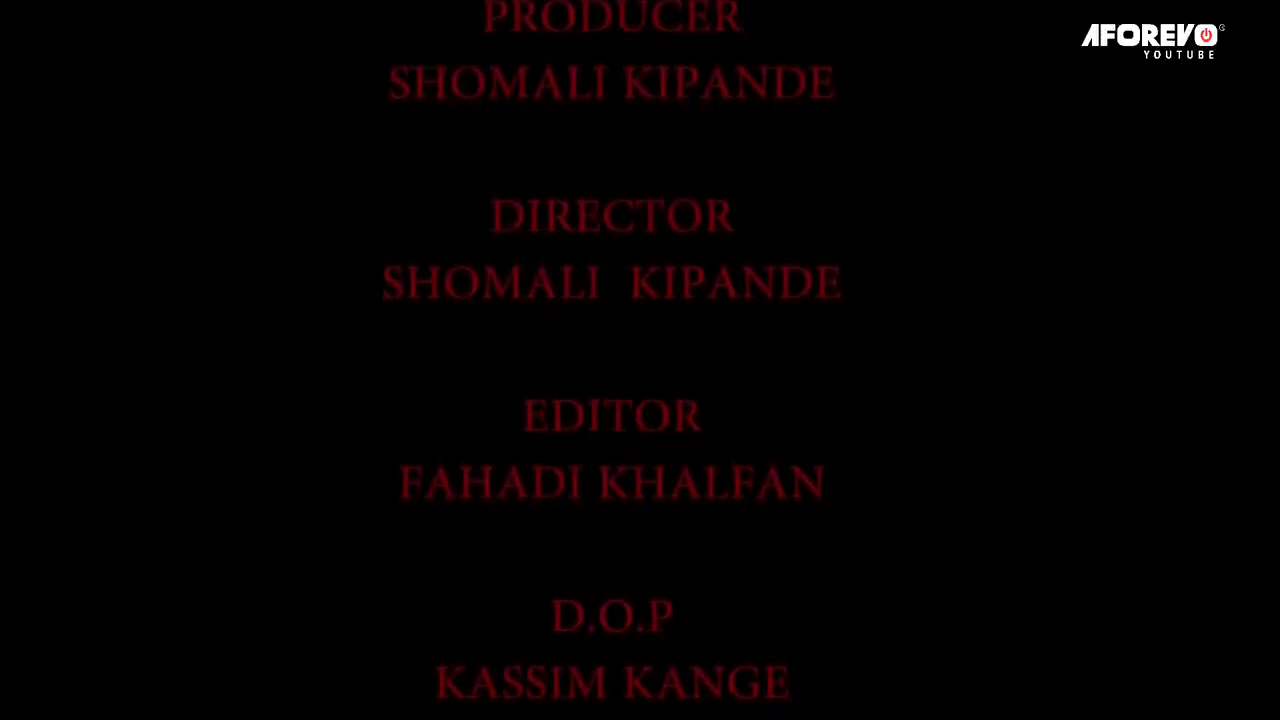 PRODUCER
SHOMALI KIPANDE
DIRECTOR
SHOMALI KIPANDE
EDITOR
FAHADI KHALFAN
D.O.P
KASSIM KANGE
AFOREVO
YOUTUBE